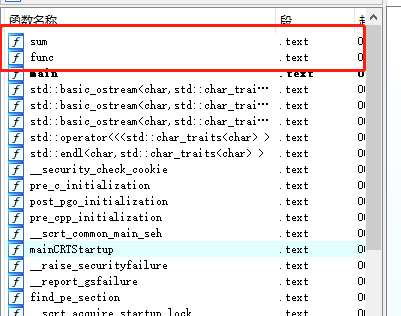 函数名称 段
sum .text 0
func .text 0
main .text 0
std::basic_ostream<char,std::char_trai… .text 0
std::basic_ostream<char,std::char_trai… .text 0
std::basic_ostream<char,std::char_trai… .text 0
std::operator<<<std::char_traits<char> > .text 0
std::endl<char,std::char_traits<char> > .text 0
__security_check_cookie .text 0
pre_c_initialization .text 0
post_pgo_initialization .text 0
pre_cpp_initialization .text 0
__scrt_common_main_seh .text 0
mainCRTStartup .text 0
__raise_securityfailure .text 0
__report_gsfailure .text 0
find_pe_section .text 0
__scrt_acquire_startup_lock .text 0